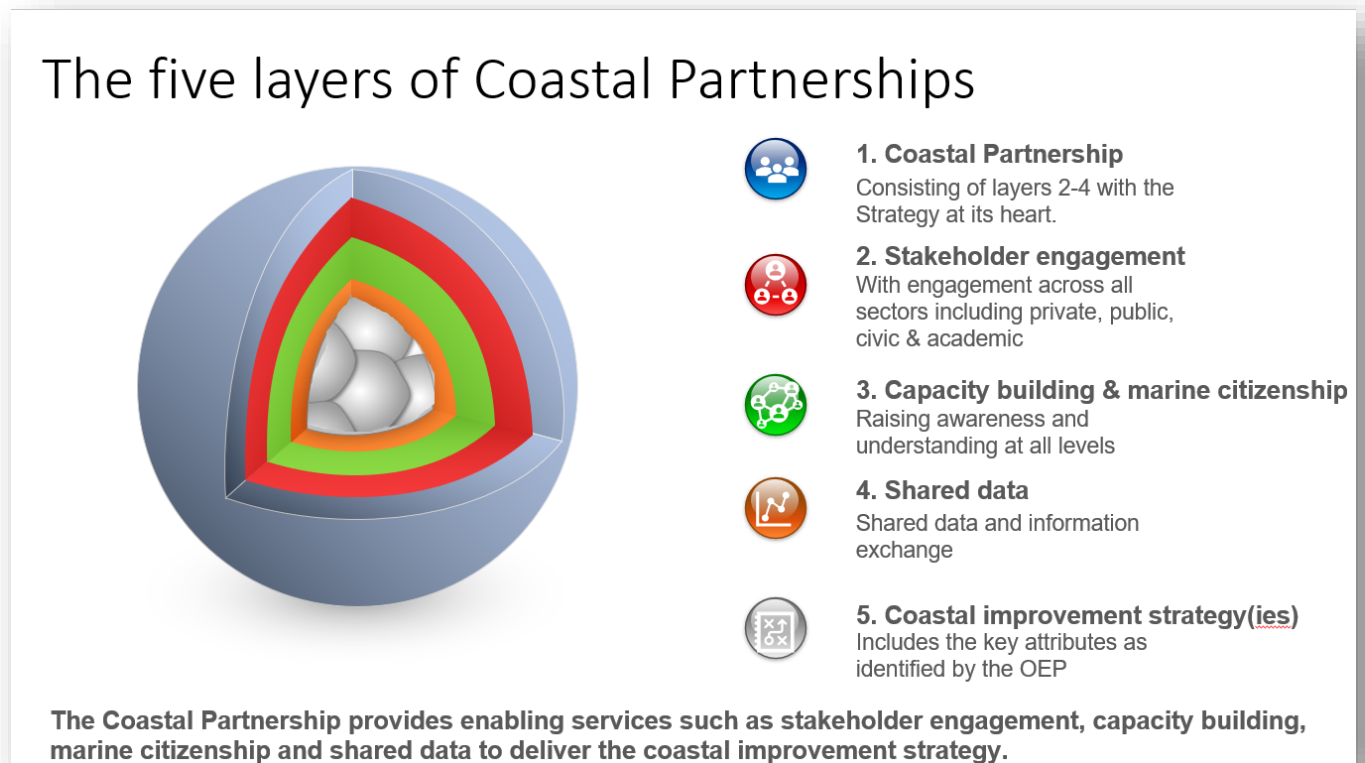 The five layers of Coastal Partnerships
1. Coastal Partnership
Consisting of layers 2-4 with the
Strategy at its heart.
2. Stakeholder engagement
With engagement across all
sectors including private, public,
civic & academic
3. Capacity building & marine citizenship
Raising awareness and
understanding at all levels
4. Shared data
Shared data and information
exchange
5. Coastal improvement strategy(ies)
Includes the key attributes as
identified by the OEP
The Coastal Partnership provides enabling services such as stakeholder engagement, capacity building,
marine citizenship and shared data to deliver the coastal improvement strategy.